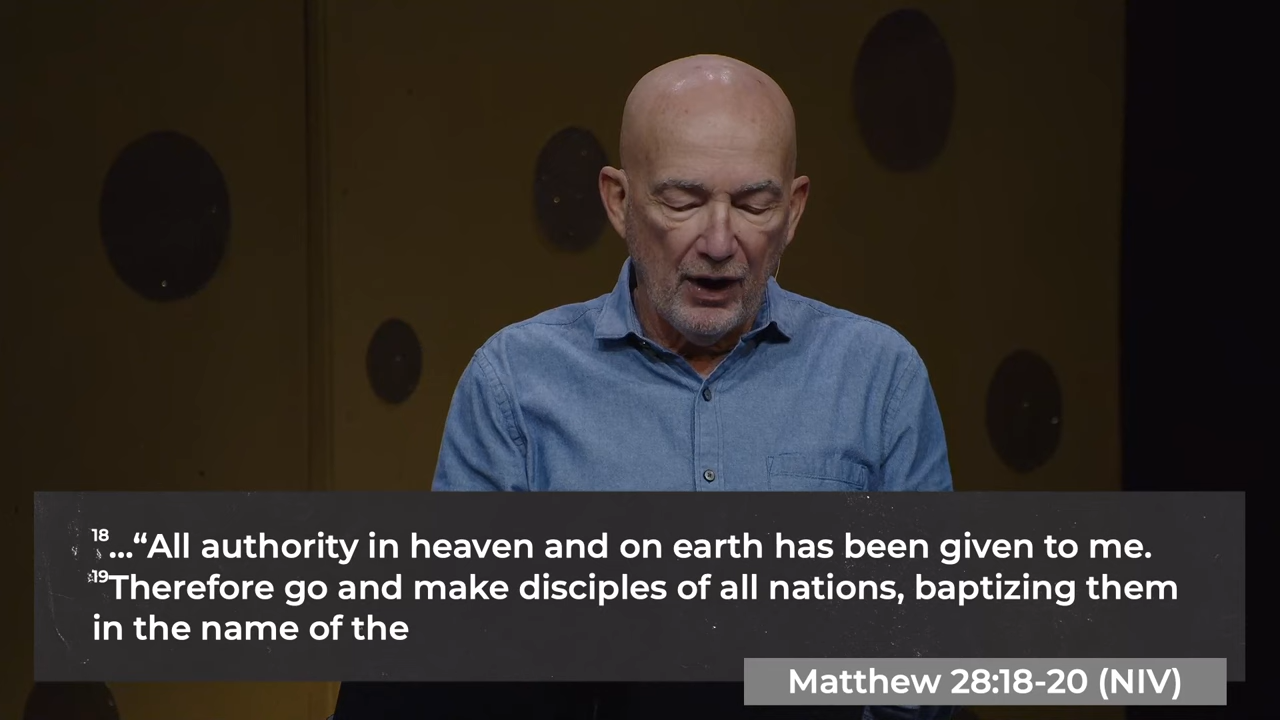 18...“All authority in heaven and on earth has been given to me.
19Therefore go and make disciples of all nations, baptizing them
in the name of the
Matthew 28:18-20 (NIV)